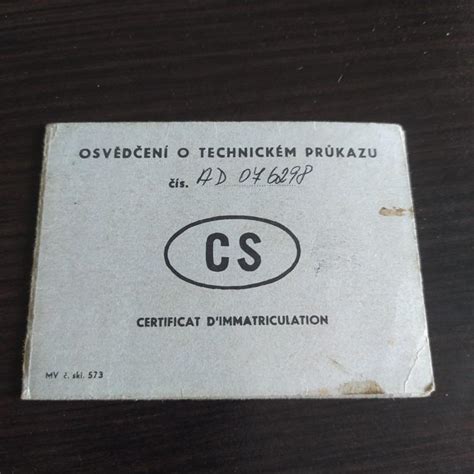 OSVĚDČENÍ O TECHNICKÉM PRŮKAZU
čís. AD 076298
CS
CERTIFICAT D'IMMATRICULATION
MV č. skl. 573